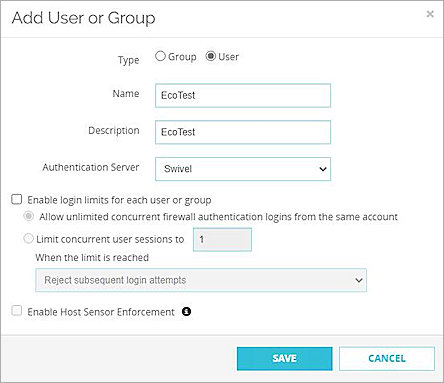 Add User or Group ×
Type Group User
Name EcoTest
Description EcoTest
Authentication Server Swivel
Enable login limits for each user or group
Allow unlimited concurrent firewall authentication logins from the same account
Limit concurrent user sessions to 1
When the limit is reached
Reject subsequent login attempts
Enable Host Sensor Enforcement i
SAVE CANCEL